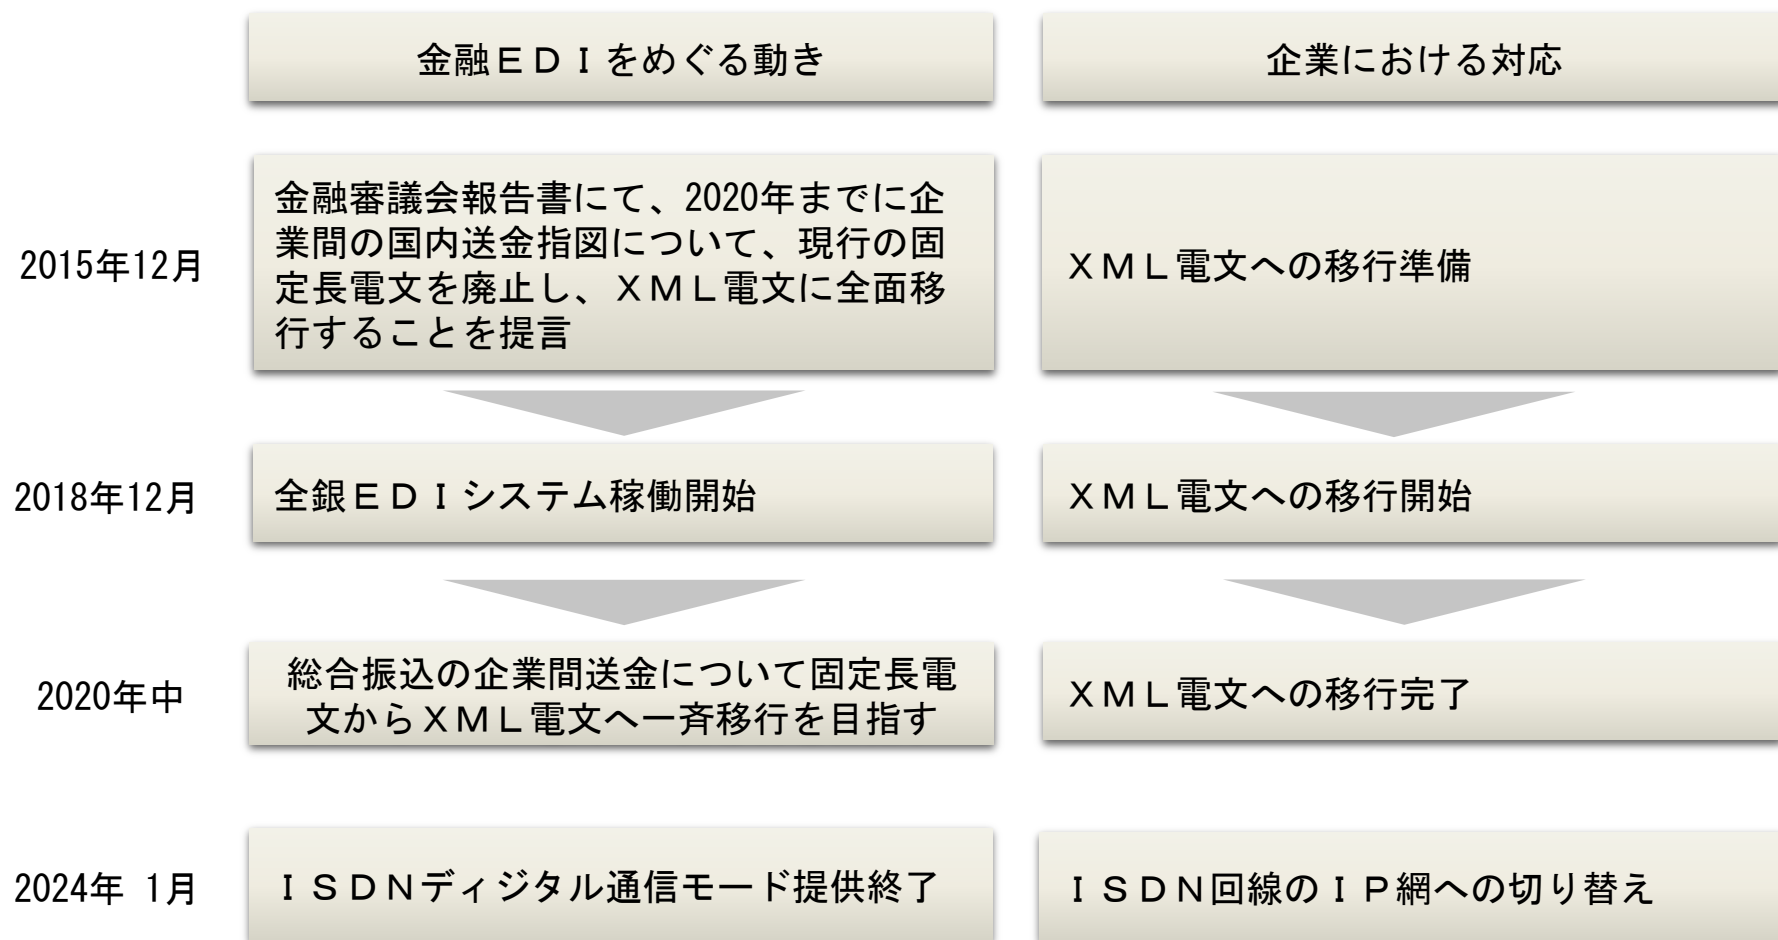 金融ＥＤＩをめぐる動き
企業における対応
2015年12月
金融審議会報告書にて、2020年までに企
業間の国内送金指図について、現行の固
定長電文を廃止し、ＸＭＬ電文に全面移
行することを提言
ＸＭＬ電文への移行準備
2018年12月
全銀ＥＤＩシステム稼働開始
ＸＭＬ電文への移行開始
2020年中
総合振込の企業間送金について固定長電
文からＸＭＬ電文へ一斉移行を目指す
ＸＭＬ電文への移行完了
2024年 1月
ＩＳＤＮディジタル通信モード提供終了
ＩＳＤＮ回線のＩＰ網への切り替え